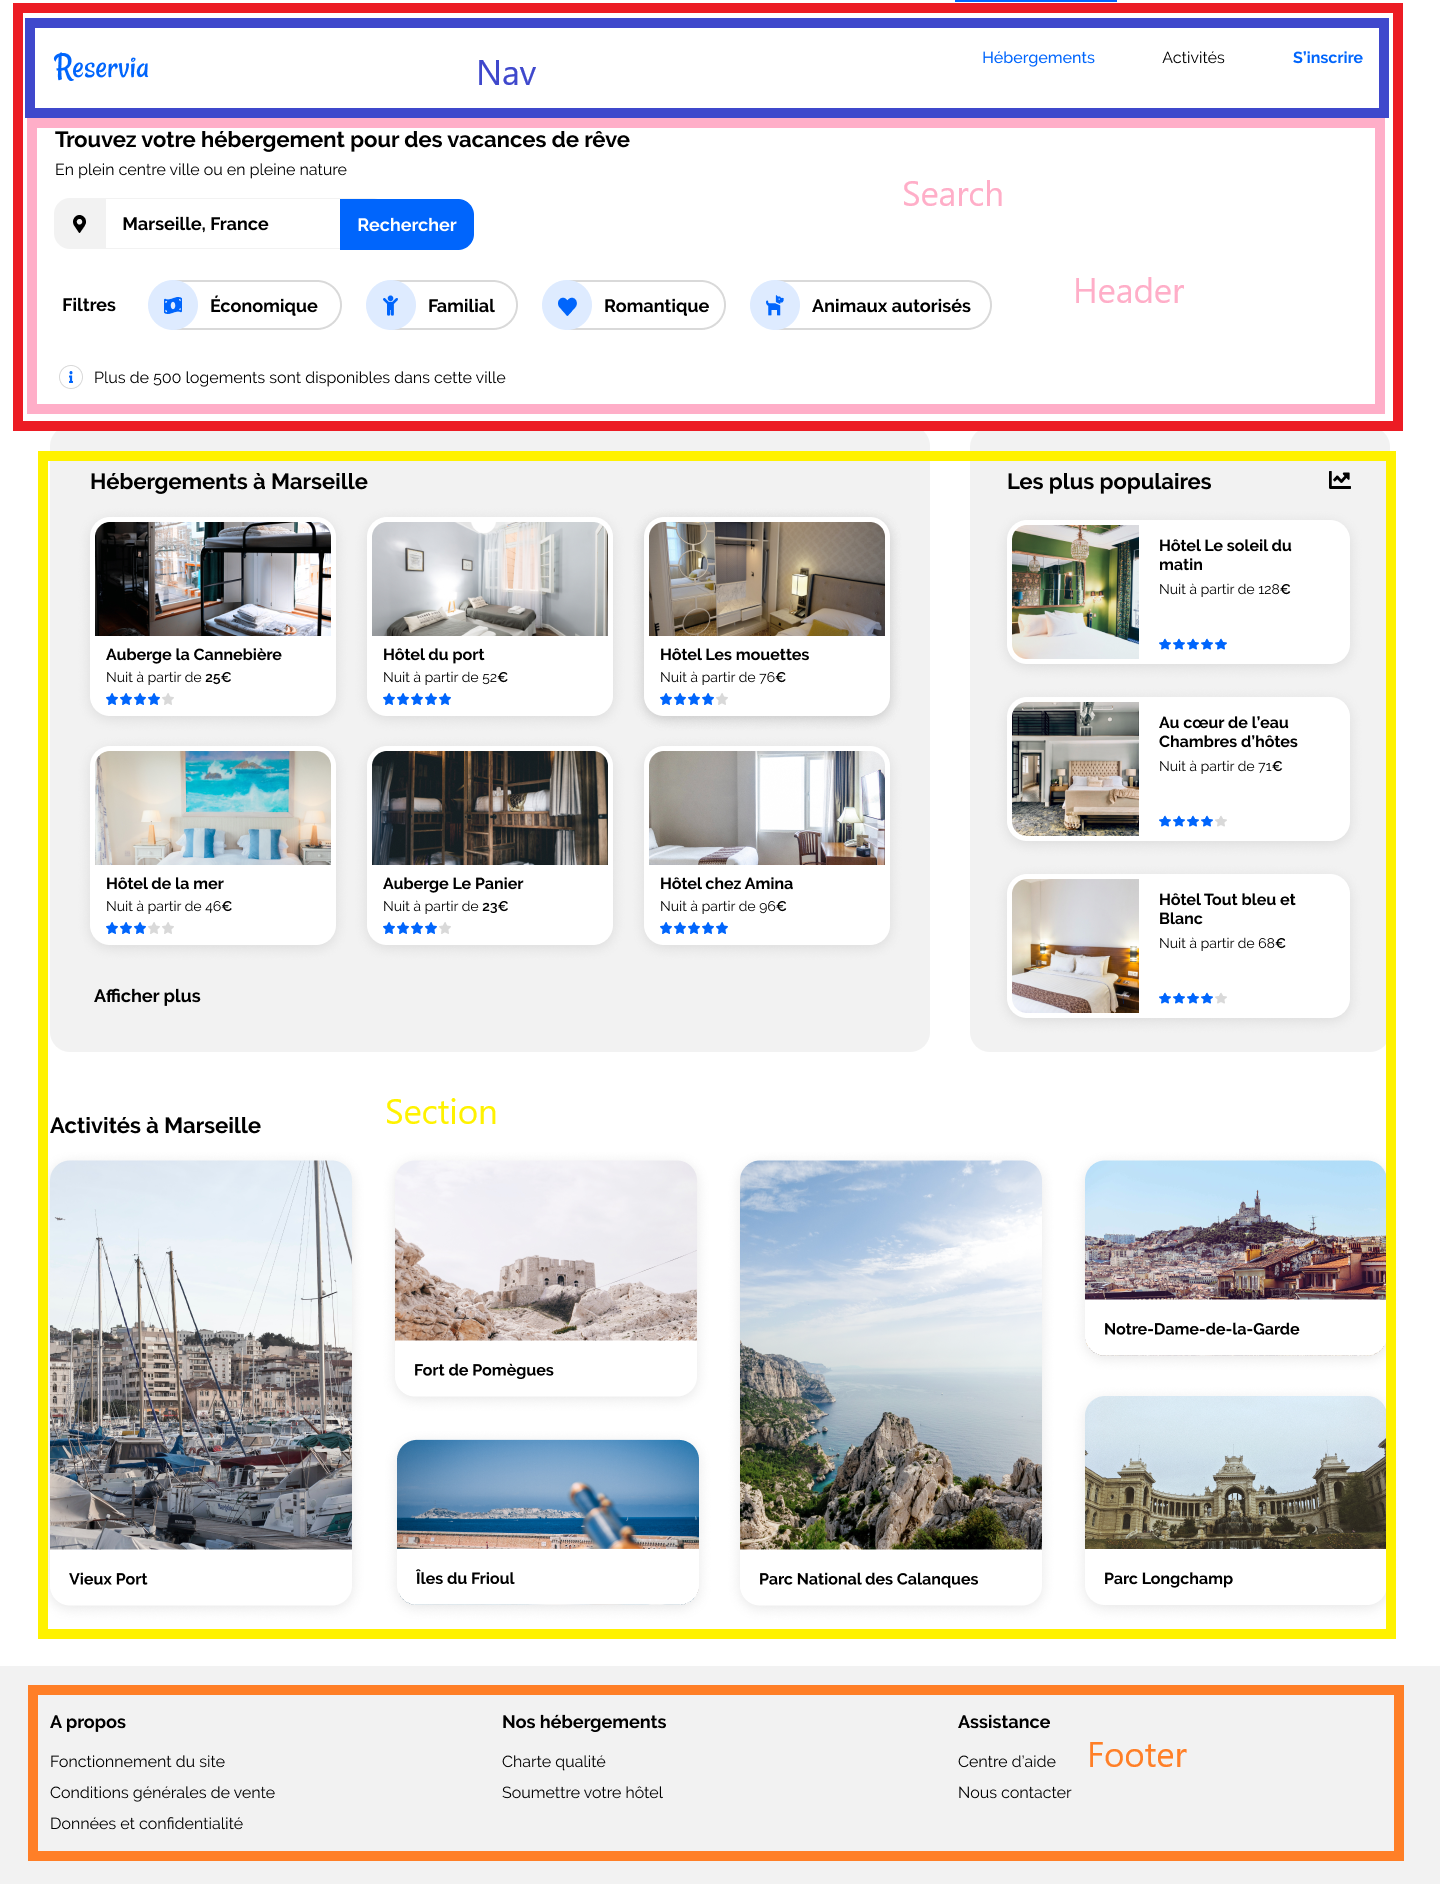 Reservia
Nav
Hébergements
Activités
S'inscrire
Trouvez votre hébergement pour des vacances de rêve
En plein centre ville ou en pleine nature
Search
Marseille, France
Rechercher
Header
Filtres
Économique
Familial
Romantique
Animaux autorisés
Plus de 500 logements sont disponibles dans cette ville
Hébergements à Marseille
Auberge la Cannebière
Nuit à partir de 25€
Hôtel du port
Nuit à partir de 52€
Hôtel Les mouettes
Nuit à partir de 76€
Hôtel de la mer
Nuit à partir de 46€
Auberge Le Panier
Nuit à partir de 23€
Hôtel chez Amina
Nuit à partir de 96€
Afficher plus
Les plus populaires
Hôtel Le soleil du
matin
Nuit à partir de 128€
Au cœur de l'eau
Chambres d'hôtes
Nuit à partir de 71€
Hôtel Tout bleu et
Blanc
Nuit à partir de 68€
Section
Activités à Marseille
Vieux Port
Fort de Pomègues
Îles du Frioul
Parc National des Calanques
Notre-Dame-de-la-Garde
Parc Longchamp
A propos
Fonctionnement du site
Conditions générales de vente
Données et confidentialité
Nos hébergements
Charte qualité
Soumettre votre hôtel
Assistance
Centre d'aide
Nous contacter
Footer